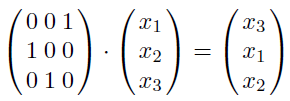 0 0 1 x₁ x₃
1 0 0 · x₂ = x₁
0 1 0 x₃ x₂